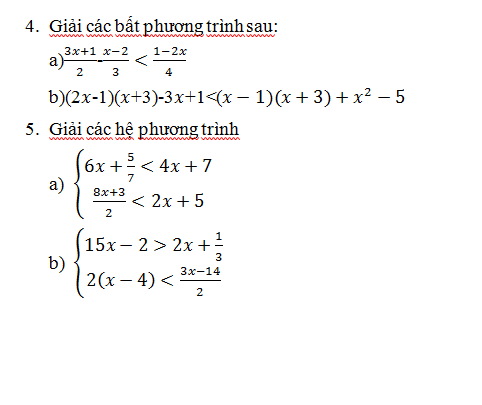 4. Giải các bất phương trình sau:
a)\frac{3x+1}{2}-\frac{x-2}{3} < \frac{1-2x}{4}
b)(2x-1)(x+3)-3x+1<(x − 1)(x + 3) + x² − 5
5. Giải các hệ phương trình
a) \begin{cases} 6x + \frac{5}{7} < 4x + 7 \\ \frac{8x+3}{2} < 2x + 5 \end{cases}
b) \begin{cases} 15x − 2 > 2x + \frac{1}{3} \\ 2(x − 4) < \frac{3x−14}{2} \end{cases}